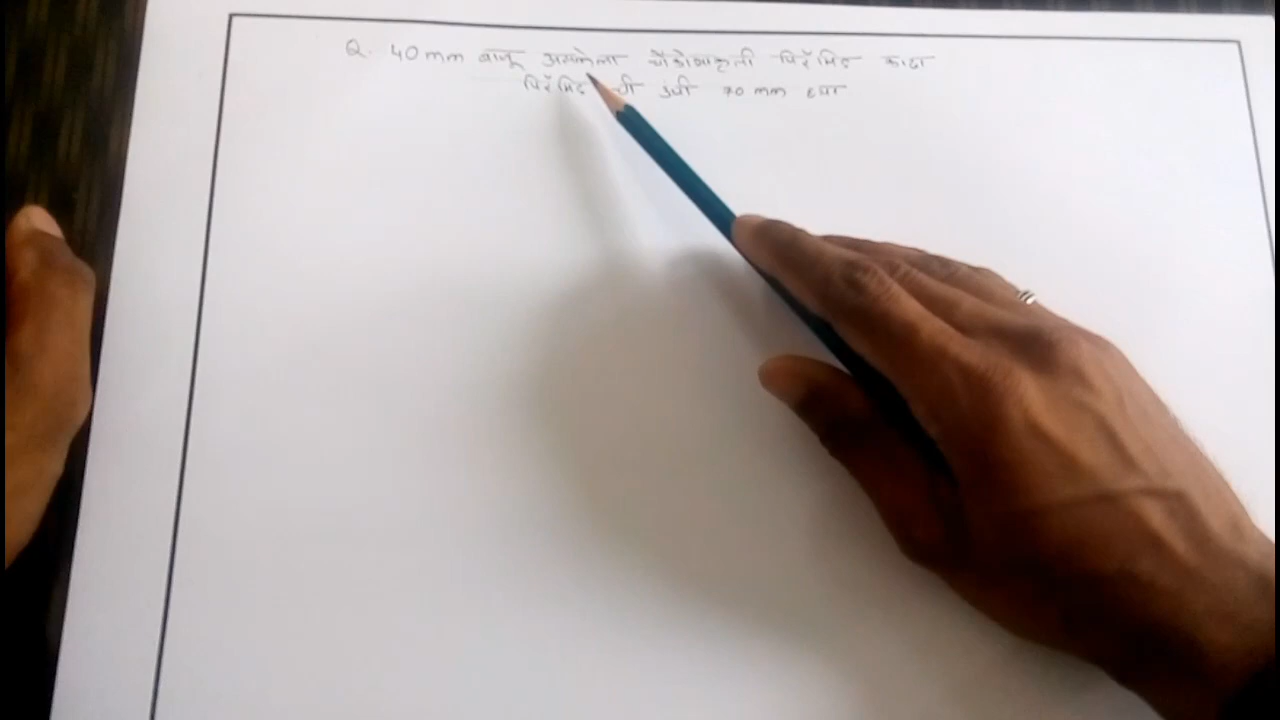 Q. 40 mm बाजू असलेला चौकोनाकृती पिरॅमिड काढा
पिरॅमिड ची उंची 70 mm घ्या